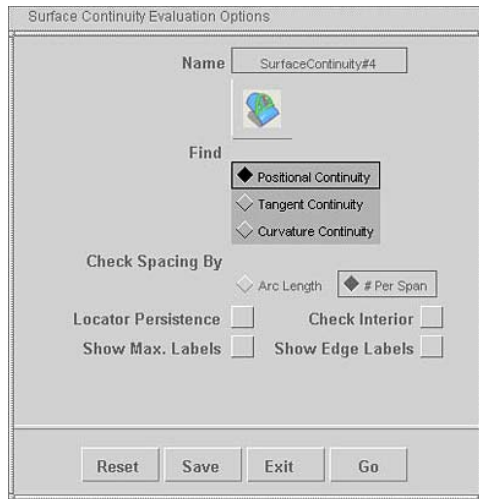 Surface Continuity Evaluation Options
Name SurfaceContinuity#4
Find
Positional Continuity
Tangent Continuity
Curvature Continuity
Check Spacing By
Arc Length # Per Span
Locator Persistence Check Interior
Show Max. Labels Show Edge Labels
Reset Save Exit Go